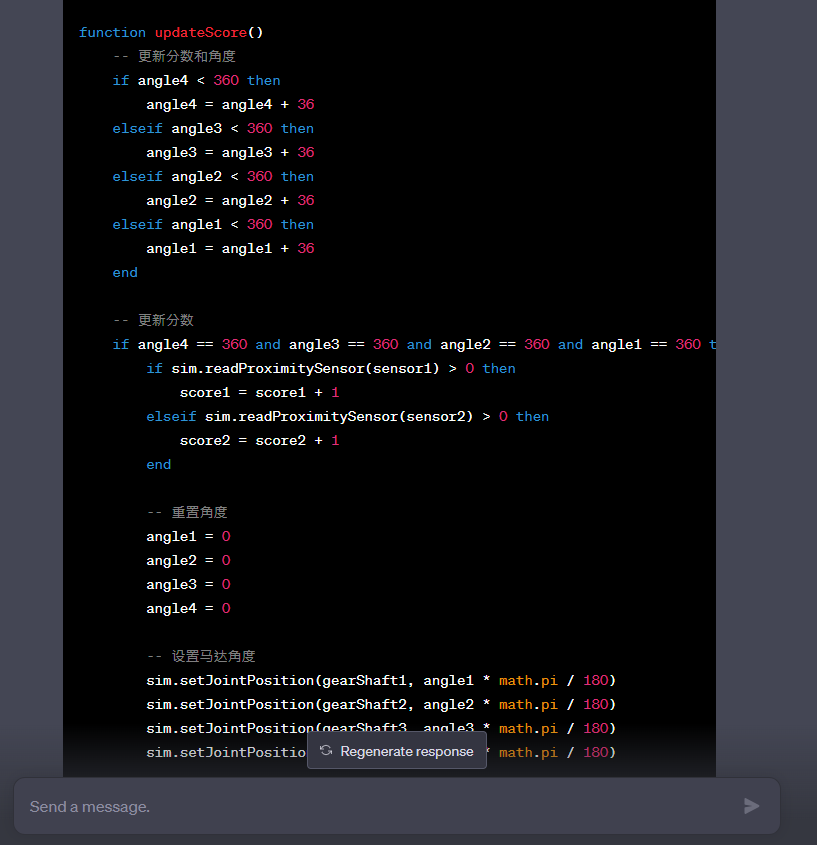 function updateScore()
    -- 更新分数和角度
    if angle4 < 360 then
        angle4 = angle4 + 36
    elseif angle3 < 360 then
        angle3 = angle3 + 36
    elseif angle2 < 360 then
        angle2 = angle2 + 36
    elseif angle1 < 360 then
        angle1 = angle1 + 36
    end

    -- 更新分数
    if angle4 == 360 and angle3 == 360 and angle2 == 360 and angle1 == 360 t
        if sim.readProximitySensor(sensor1) > 0 then
            score1 = score1 + 1
        elseif sim.readProximitySensor(sensor2) > 0 then
            score2 = score2 + 1
        end

        -- 重置角度
        angle1 = 0
        angle2 = 0
        angle3 = 0
        angle4 = 0

        -- 设置马达角度
        sim.setJointPosition(gearShaft1, angle1 * math.pi / 180)
        sim.setJointPosition(gearShaft2, angle2 * math.pi / 180)
        sim.setJointPosition(gearShaft3, angle3 * math.pi / 180)
        sim.setJointPositio * math.pi / 180)
Regenerate response
Send a message.